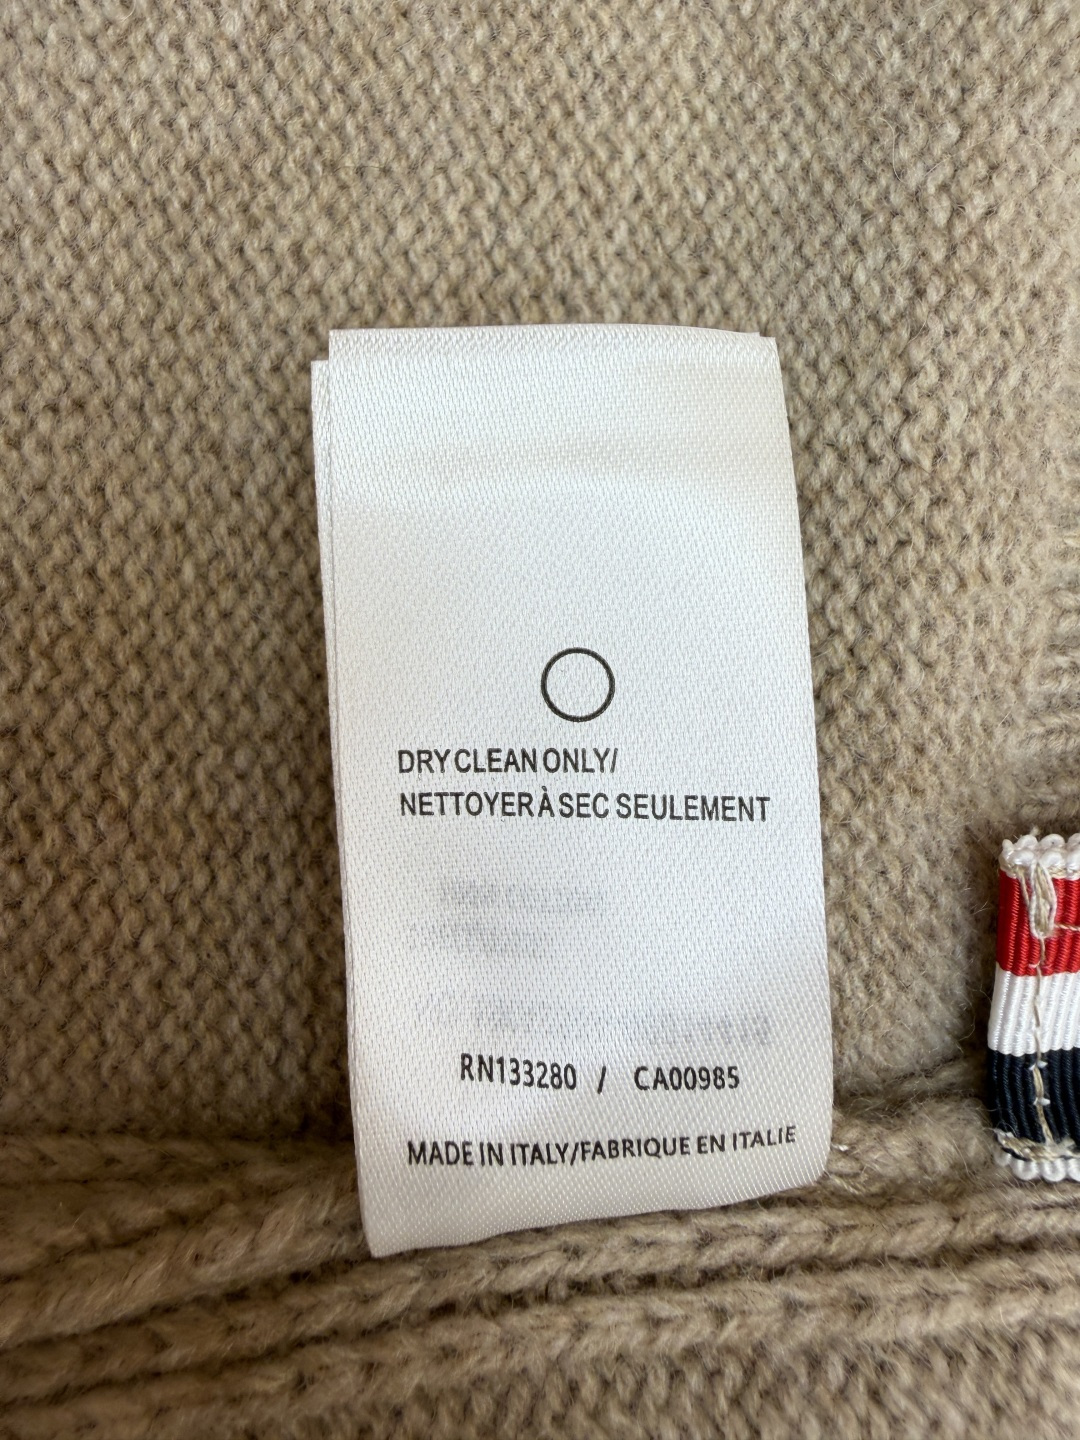 DRY CLEAN ONLY/
NETTOYER À SEC SEULEMENT
RN133280 / CA00985
MADE IN ITALY/FABRIQUE EN ITALIE